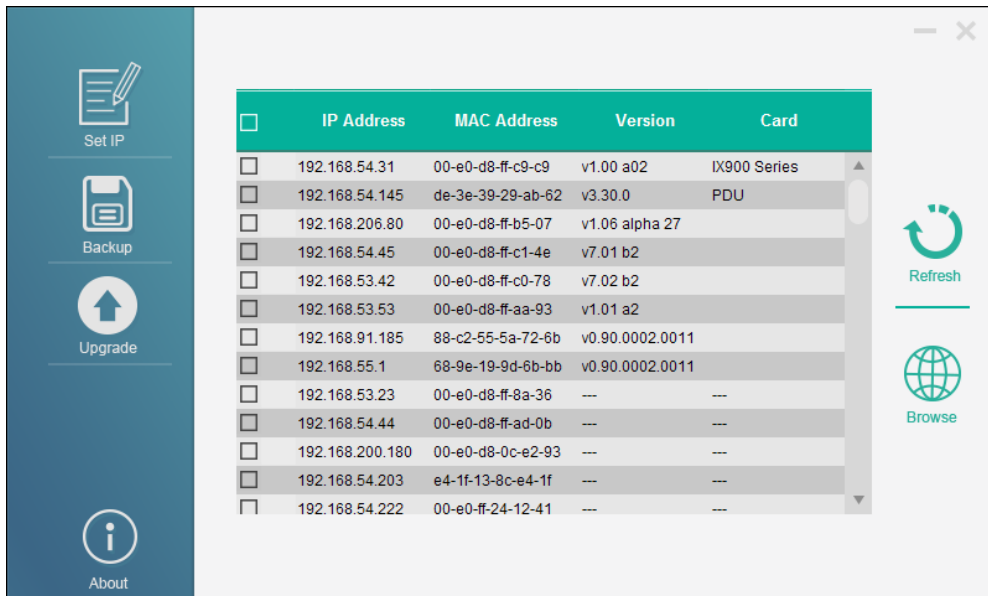 Set IP
Backup
Upgrade
About
IP Address MAC Address Version Card
192.168.54.31 00-e0-d8-ff-c9-c9 v1.00 a02 IX900 Series
192.168.54.145 de-3e-39-29-ab-62 v3.30.0 PDU
192.168.206.80 00-e0-d8-ff-b5-07 v1.06 alpha 27
192.168.54.45 00-e0-d8-ff-c1-4e v7.01 b2
192.168.53.42 00-e0-d8-ff-c0-78 v7.02 b2
192.168.53.53 00-e0-d8-ff-aa-93 v1.01 a2
192.168.91.185 88-c2-55-5a-72-6b v0.90.0002.0011
192.168.55.1 68-9e-19-9d-6b-bb v0.90.0002.0011
192.168.53.23 00-e0-d8-ff-8a-36 --- ---
192.168.54.44 00-e0-d8-ff-ad-0b --- ---
192.168.200.180 00-e0-d8-0c-e2-93 --- ---
192.168.54.203 e4-1f-13-8c-e4-1f --- ---
192.168.54.222 00-e0-ff-24-12-41 --- ---
Refresh
Browse